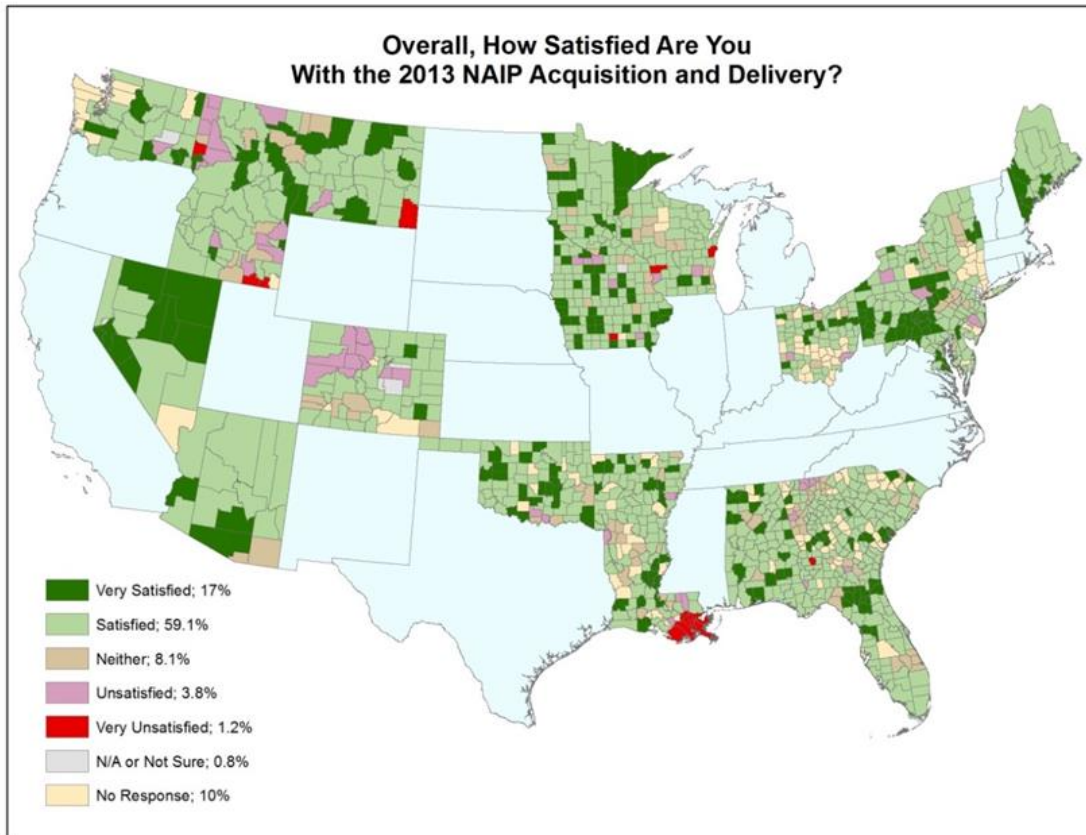 Overall, How Satisfied Are You
With the 2013 NAIP Acquisition and Delivery?
Very Satisfied; 17%
Satisfied; 59.1%
Neither; 8.1%
Unsatisfied; 3.8%
Very Unsatisfied; 1.2%
N/A or Not Sure; 0.8%
No Response; 10%